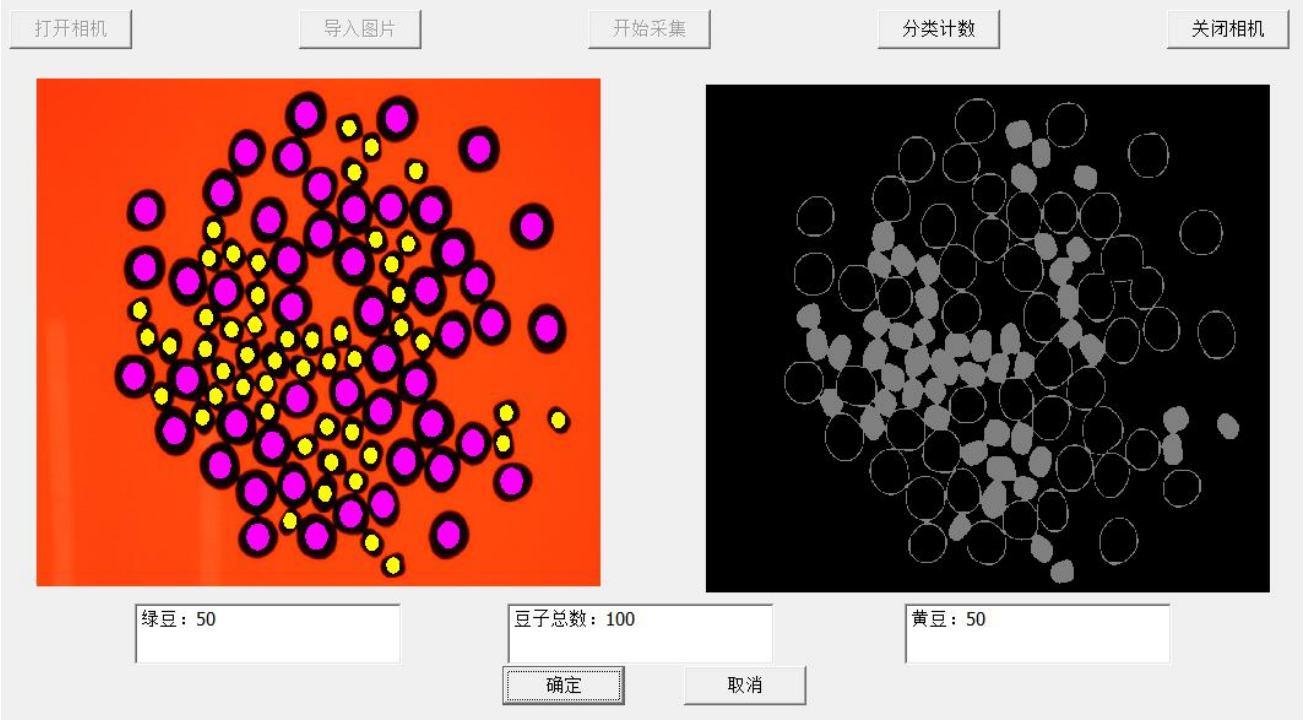 打开相机
导入图片
开始采集
分类计数
关闭相机
绿豆：50
豆子总数：100
黄豆：50
确定
取消